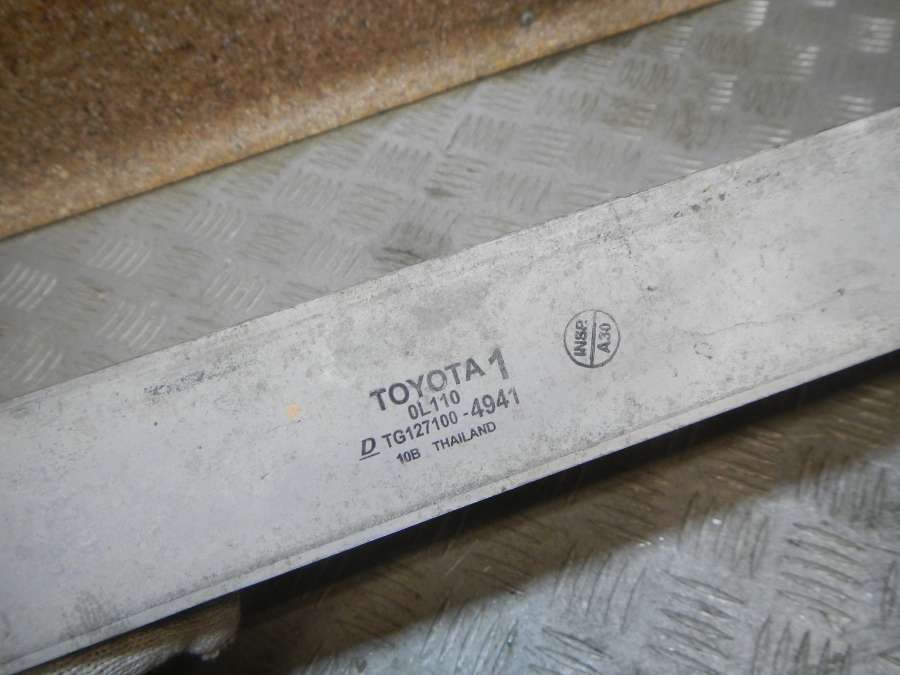 TOYOTA 1
0L110
D TG127100-4941
10B THAILAND
INSP.
A30